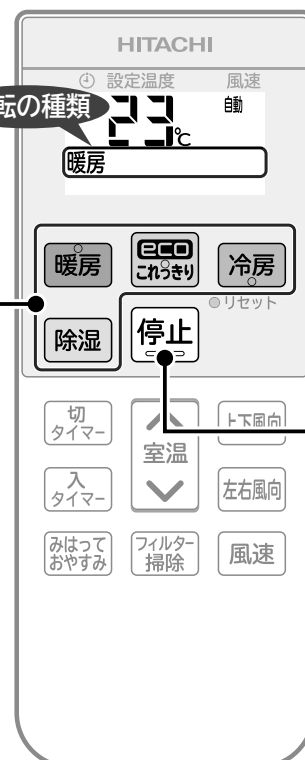 HITACHI
設定温度 風速
転の種類
23℃ 自動
暖房
暖房 eco これっきり 冷房
リセット
除湿 停止
切タイマー 上下風向
室温
入タイマー 左右風向
みはっておやすみ フィルター掃除 風速